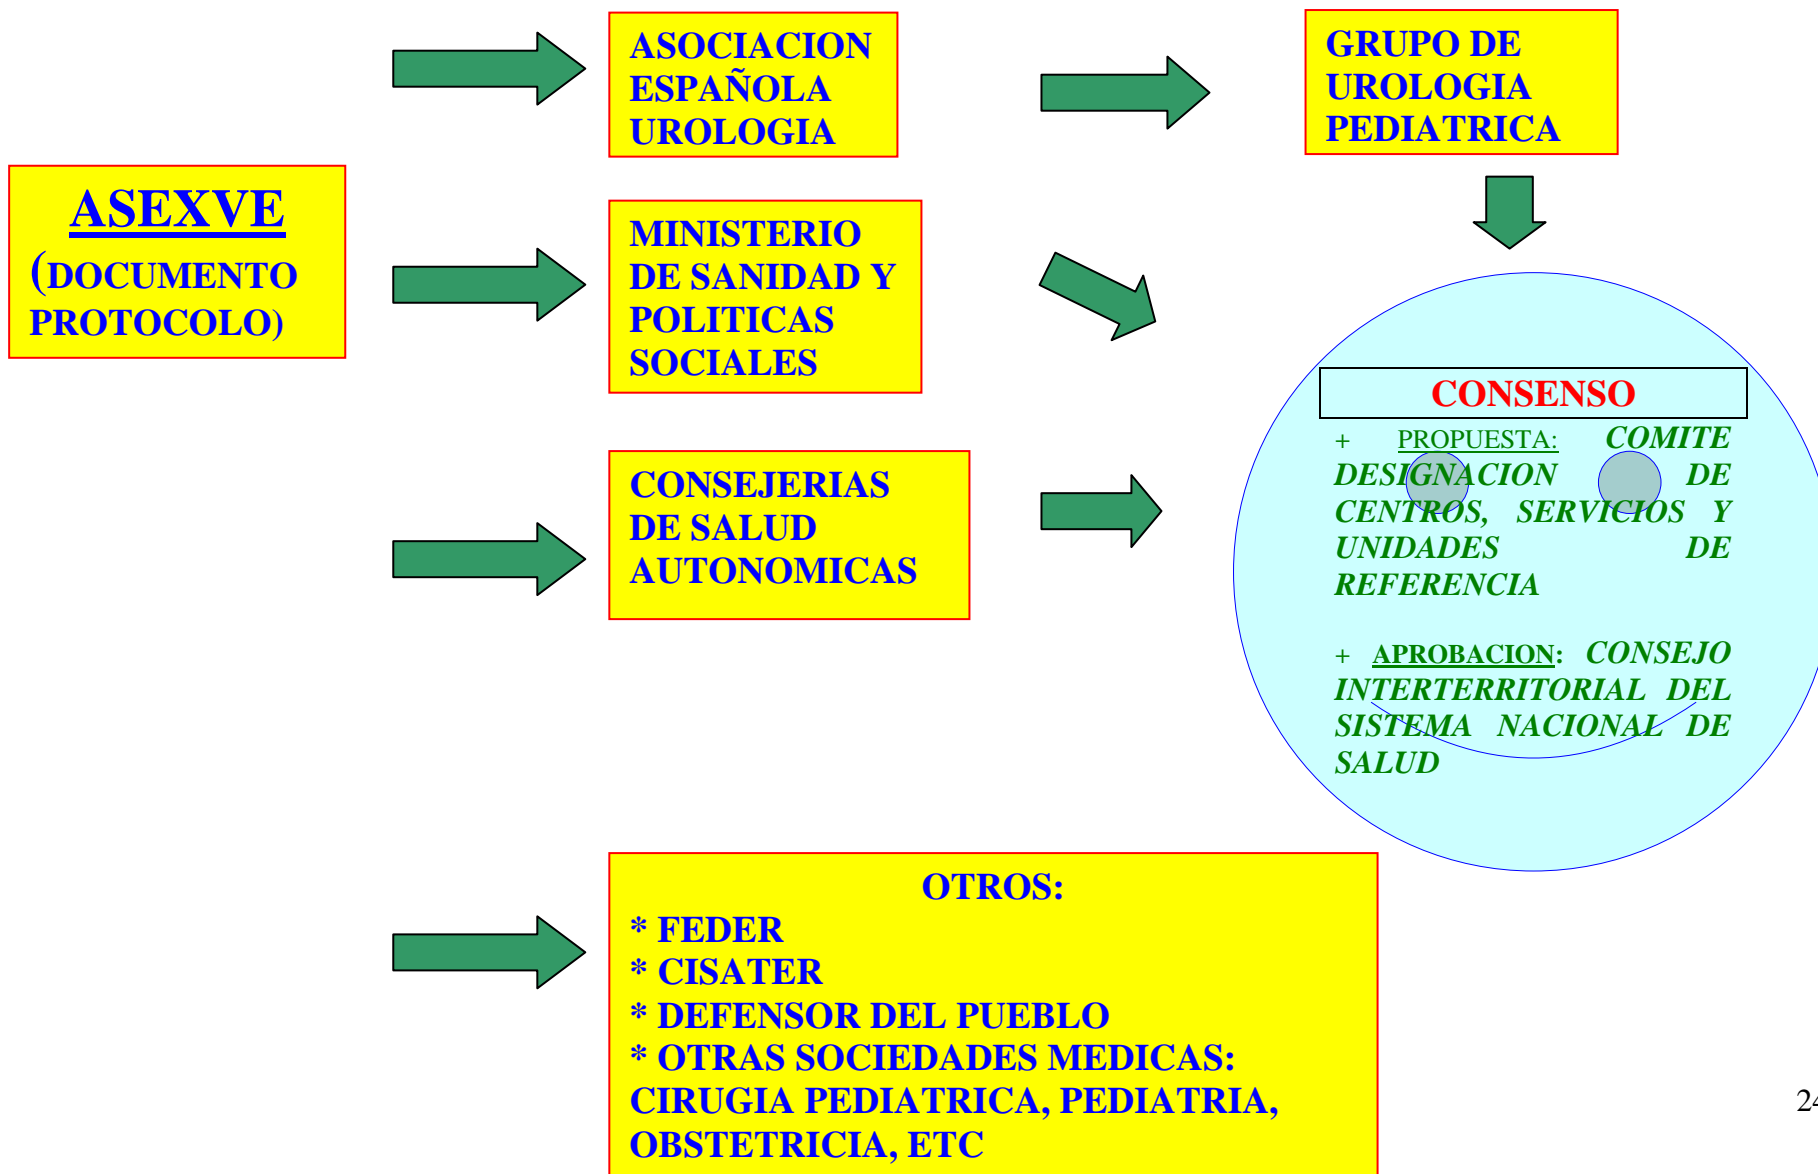 ASEXVE
(DOCUMENTO
PROTOCOLO)
ASOCIACION
ESPAÑOLA
UROLOGIA
GRUPO DE
UROLOGIA
PEDIATRICA
MINISTERIO
DE SANIDAD Y
POLITICAS
SOCIALES
CONSEJERIAS
DE SALUD
AUTONOMICAS
CONSENSO
+ PROPUESTA: COMITE
DESIGNACION DE
CENTROS, SERVICIOS Y
UNIDADES DE
REFERENCIA
+ APROBACION: CONSEJO
INTERTERRITORIAL DEL
SISTEMA NACIONAL DE
SALUD
OTROS:
* FEDER
* CISATER
* DEFENSOR DEL PUEBLO
* OTRAS SOCIEDADES MEDICAS:
CIRUGIA PEDIATRICA, PEDIATRIA,
OBSTETRICIA, ETC
24